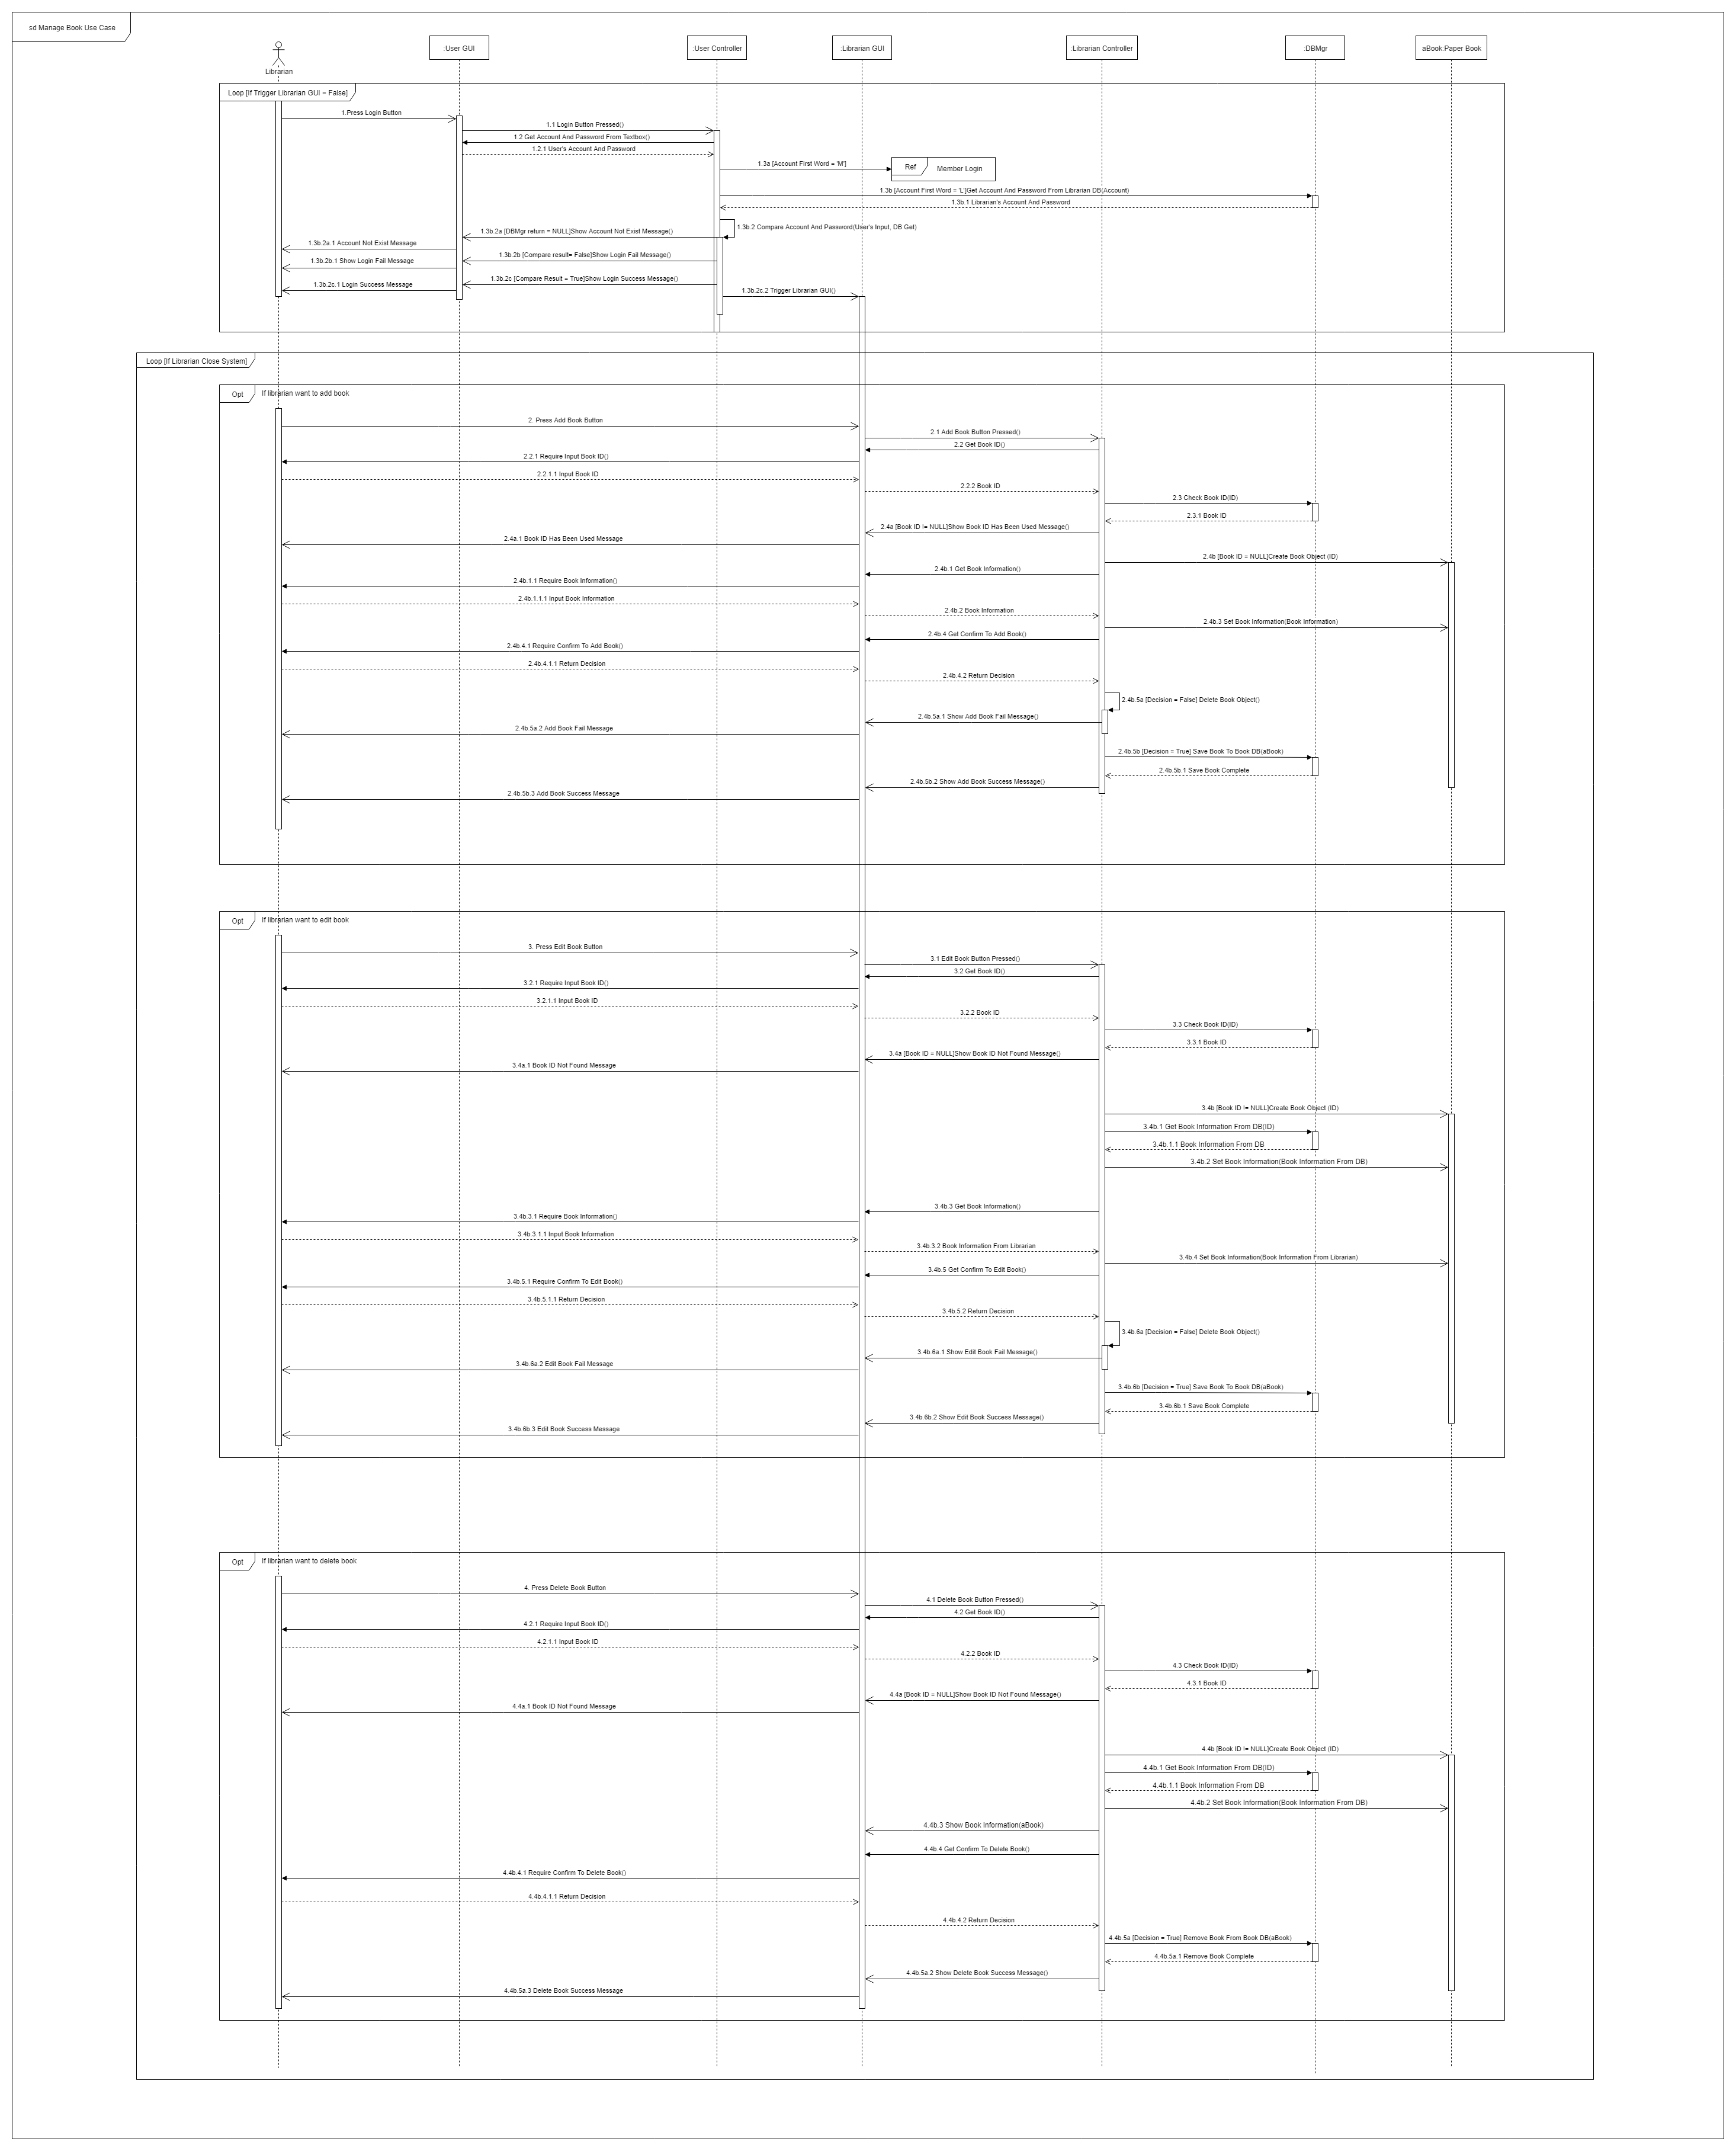 sd Manage Book Use Case
Librarian
:User GUI
:User Controller
:Librarian GUI
:Librarian Controller
:DBMgr
aBook:Paper Book
Loop [If Trigger Librarian GUI = False]
1.Press Login Button
1.1 Login Button Pressed()
1.2 Get Account And Password From Textbox()
1.2.1 User's Account And Password
1.3a [Account First Word = 'M']
Ref
Member Login
1.3b [Account First Word = 'L']Get Account And Password From Librarian DB(Account)
1.3b.1 Librarian's Account And Password
1.3b.2 Compare Account And Password(User's Input, DB Get)
1.3b.2a [DBMgr return = NULL]Show Account Not Exist Message()
1.3b.2a.1 Account Not Exist Message
1.3b.2b [Compare result= False]Show Login Fail Message()
1.3b.2b.1 Show Login Fail Message
1.3b.2c [Compare Result = True]Show Login Success Message()
1.3b.2c.1 Login Success Message
1.3b.2c.2 Trigger Librarian GUI()
Loop [If Librarian Close System]
Opt
If librarian want to add book
2. Press Add Book Button
2.1 Add Book Button Pressed()
2.2 Get Book ID()
2.2.1 Require Input Book ID()
2.2.1.1 Input Book ID
2.2.2 Book ID
2.3 Check Book ID(ID)
2.3.1 Book ID
2.4a [Book ID != NULL]Show Book ID Has Been Used Message()
2.4a.1 Book ID Has Been Used Message
2.4b [Book ID = NULL]Create Book Object (ID)
2.4b.1 Get Book Information()
2.4b.1.1 Require Book Information()
2.4b.1.1.1 Input Book Information
2.4b.2 Book Information
2.4b.3 Set Book Information(Book Information)
2.4b.4 Get Confirm To Add Book()
2.4b.4.1 Require Confirm To Add Book()
2.4b.4.1.1 Return Decision
2.4b.4.2 Return Decision
2.4b.5a [Decision = False] Delete Book Object()
2.4b.5a.1 Show Add Book Fail Message()
2.4b.5a.2 Add Book Fail Message
2.4b.5b [Decision = True] Save Book To Book DB(aBook)
2.4b.5b.1 Save Book Complete
2.4b.5b.2 Show Add Book Success Message()
2.4b.5b.3 Add Book Success Message
Opt
If librarian want to edit book
3. Press Edit Book Button
3.1 Edit Book Button Pressed()
3.2 Get Book ID()
3.2.1 Require Input Book ID()
3.2.1.1 Input Book ID
3.2.2 Book ID
3.3 Check Book ID(ID)
3.3.1 Book ID
3.4a [Book ID = NULL]Show Book ID Not Found Message()
3.4a.1 Book ID Not Found Message
3.4b [Book ID != NULL]Create Book Object (ID)
3.4b.1 Get Book Information From DB(ID)
3.4b.1.1 Book Information From DB
3.4b.2 Set Book Information(Book Information From DB)
3.4b.3 Get Book Information()
3.4b.3.1 Require Book Information()
3.4b.3.1.1 Input Book Information
3.4b.3.2 Book Information From Librarian
3.4b.4 Set Book Information(Book Information From Librarian)
3.4b.5 Get Confirm To Edit Book()
3.4b.5.1 Require Confirm To Edit Book()
3.4b.5.1.1 Return Decision
3.4b.5.2 Return Decision
3.4b.6a [Decision = False] Delete Book Object()
3.4b.6a.1 Show Edit Book Fail Message()
3.4b.6a.2 Edit Book Fail Message
3.4b.6b [Decision = True] Save Book To Book DB(aBook)
3.4b.6b.1 Save Book Complete
3.4b.6b.2 Show Edit Book Success Message()
3.4b.6b.3 Edit Book Success Message
Opt
If librarian want to delete book
4. Press Delete Book Button
4.1 Delete Book Button Pressed()
4.2 Get Book ID()
4.2.1 Require Input Book ID()
4.2.1.1 Input Book ID
4.2.2 Book ID
4.3 Check Book ID(ID)
4.3.1 Book ID
4.4a [Book ID = NULL]Show Book ID Not Found Message()
4.4a.1 Book ID Not Found Message
4.4b [Book ID != NULL]Create Book Object (ID)
4.4b.1 Get Book Information From DB(ID)
4.4b.1.1 Book Information From DB
4.4b.2 Set Book Information(Book Information From DB)
4.4b.3 Show Book Information(aBook)
4.4b.4 Get Confirm To Delete Book()
4.4b.4.1 Require Confirm To Delete Book()
4.4b.4.1.1 Return Decision
4.4b.4.2 Return Decision
4.4b.5a [Decision = True] Remove Book From Book DB(aBook)
4.4b.5a.1 Remove Book Complete
4.4b.5a.2 Show Delete Book Success Message()
4.4b.5a.3 Delete Book Success Message